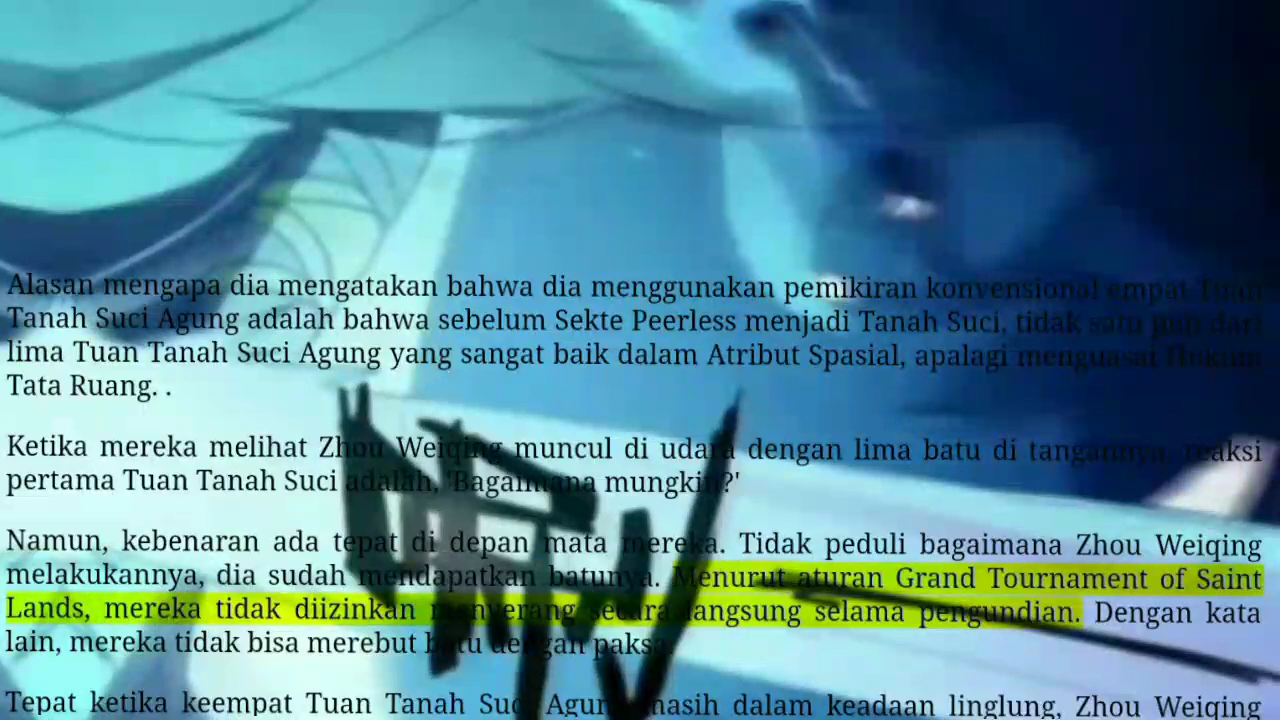 Alasan mengapa dia mengatakan bahwa dia menggunakan pemikiran konvensional empat Tuan
Tanah Suci Agung adalah bahwa sebelum Sekte Peerless menjadi Tanah Suci, tidak satu pun dari
lima Tuan Tanah Suci Agung yang sangat baik dalam Atribut Spasial, apalagi menguasai Hukum
Tata Ruang. .
Ketika mereka melihat Zhou Weiqing muncul di udara dengan lima batu di tangannya, reaksi
pertama Tuan Tanah Suci adalah, 'Bagaimana mungkin?'
Namun, kebenaran ada tepat di depan mata mereka. Tidak peduli bagaimana Zhou Weiqing
melakukannya, dia sudah mendapatkan batunya. Menurut aturan Grand Tournament of Saint
Lands, mereka tidak diizinkan menyerang secara langsung selama pengundian. Dengan kata
lain, mereka tidak bisa merebut batu dengan paksa.
Tepat ketika keempat Tuan Tanah Suci Agung masih dalam keadaan linglung, Zhou Weiqing